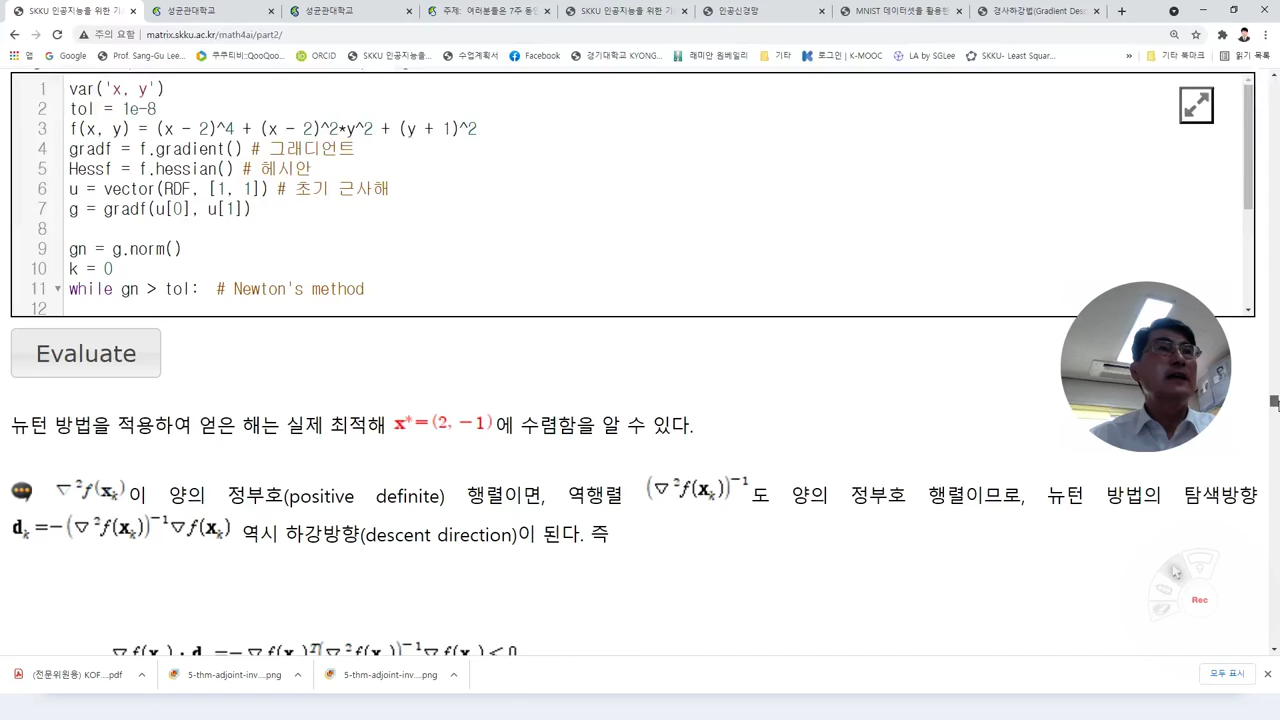 SKKU 인공지능을 위한 기
성균관대학교
성균관대학교
주제: 여러분들은 7주 동안
SKKU 인공지능을 위한 기
인공신경망
MNIST 데이터셋을 활용한
경사하강법(Gradient Des
주의 요함 | matrix.skku.ac.kr/math4ai/part2/
앱
Google
Prof. Sang-Gu Lee...
쿠쿠티비::QooQoo...
ORCID
SKKU 인공지능을...
수업계획서
Facebook
경기대학교 KYONG...
래미안 원베일리
기타
로그인 | K-MOOC
LA by SGLee
SKKU- Least Squar...
»
기타 북마크
읽기 목록
1 var('x, y')
2 tol = 1e-8
3 f(x, y) = (x - 2)^4 + (x - 2)^2*y^2 + (y + 1)^2
4 gradf = f.gradient() # 그래디언트
5 Hessf = f.hessian() # 헤시안
6 u = vector(RDF, [1, 1]) # 초기 근사해
7 g = gradf(u[0], u[1])
8
9 gn = g.norm()
10 k = 0
11 while gn > tol: # Newton's method
12
Evaluate
뉴턴 방법을 적용하여 얻은 해는 실제 최적해 x*=(2, −1)에 수렴함을 알 수 있다.
∇²f(xₖ)이 양의 정부호(positive definite) 행렬이면, 역행렬 (∇²f(xₖ))⁻¹도 양의 정부호 행렬이므로, 뉴턴 방법의 탐색방향
dₖ=−(∇²f(xₖ))⁻¹∇f(xₖ) 역시 하강방향(descent direction)이 된다. 즉
Rec
∇f(xₖ)·dₖ=−∇f(xₖ)ᵀ(∇²f(xₖ))⁻¹∇f(xₖ)<0
(전문위원용) KOF....pdf
5-thm-adjoint-inv....png
5-thm-adjoint-inv....png
모두 표시